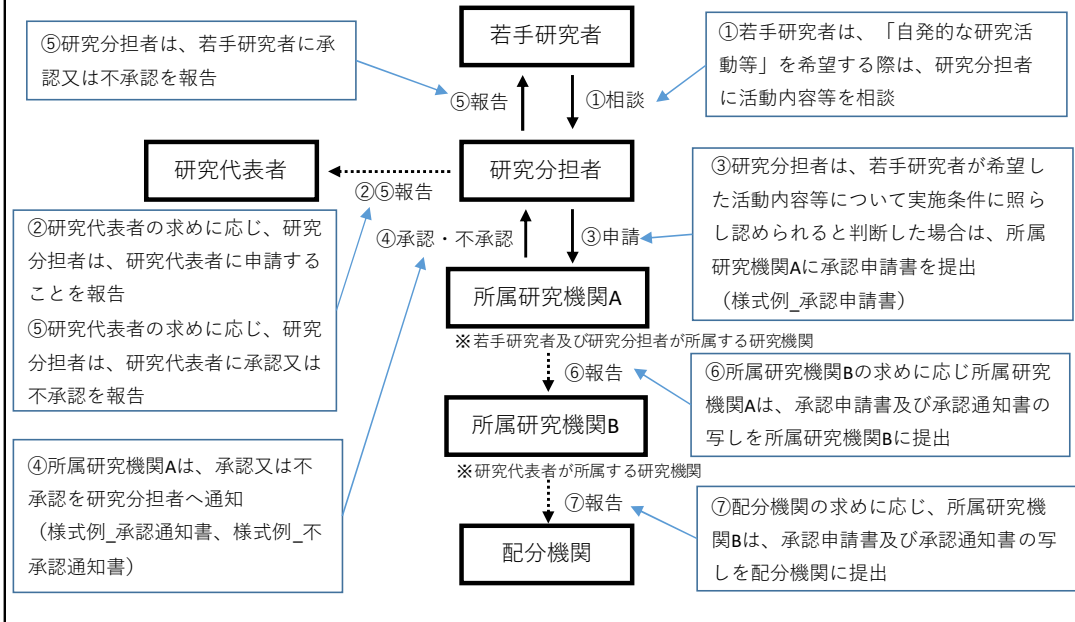 ⑤研究分担者は、若手研究者に承
認又は不承認を報告
若手研究者
①若手研究者は、「自発的な研究活
動等」を希望する際は、研究分担者
に活動内容等を相談
⑤報告
①相談
研究代表者
②⑤報告
研究分担者
③研究分担者は、若手研究者が希望し
た活動内容等について実施条件に照ら
し認められると判断した場合は、所属
研究機関Aに承認申請書を提出
（様式例_承認申請書）
②研究代表者の求めに応じ、研究
分担者は、研究代表者に申請する
ことを報告
⑤研究代表者の求めに応じ、研究
分担者は、研究代表者に承認又は
不承認を報告
④承認・不承認
③申請
所属研究機関A
※若手研究者及び研究分担者が所属する研究機関
⑥報告
⑥所属研究機関Bの求めに応じ所属研究
機関Aは、承認申請書及び承認通知書の
写しを所属研究機関Bに提出
所属研究機関B
※研究代表者が所属する研究機関
④所属研究機関Aは、承認又は不
承認を研究分担者へ通知
（様式例_承認通知書、様式例_不
承認通知書）
⑦報告
⑦配分機関の求めに応じ、所属研究機
関Bは、承認申請書及び承認通知書の写
しを配分機関に提出
配分機関